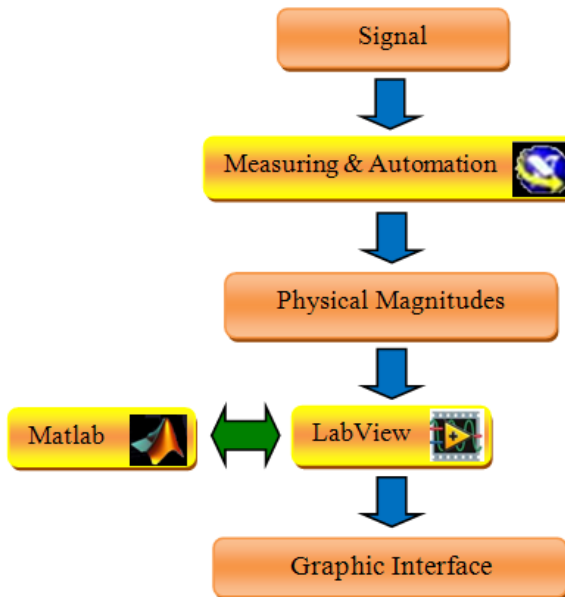 Signal
Measuring & Automation
Physical Magnitudes
Matlab
LabView
Graphic Interface